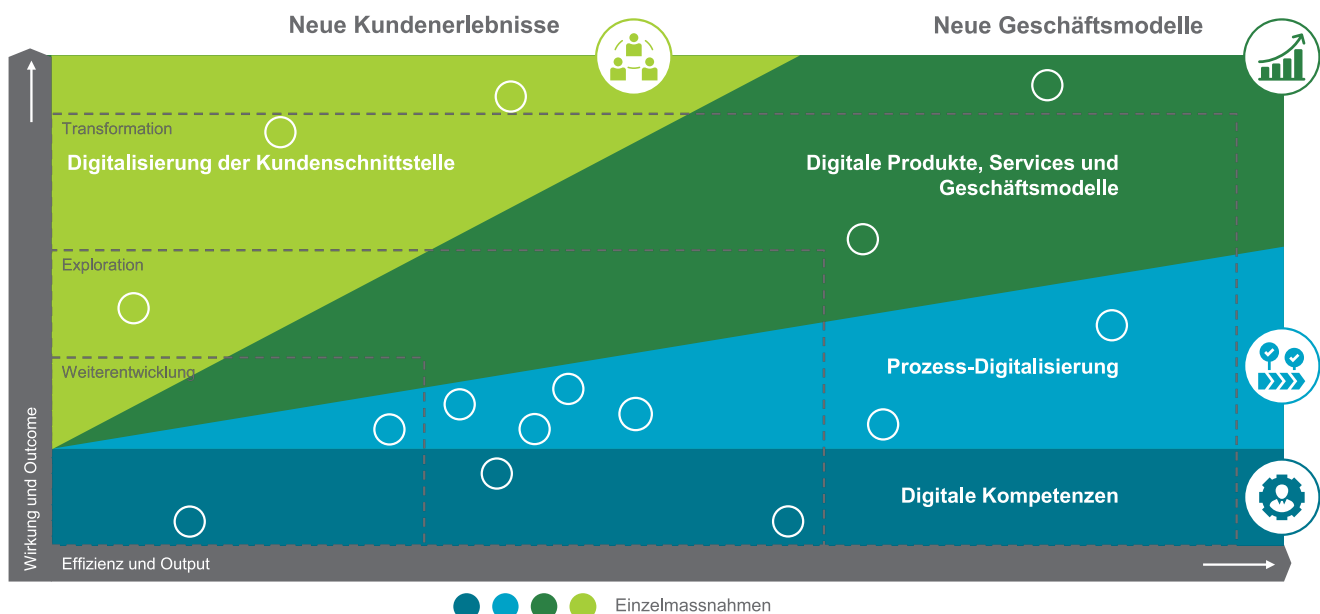 Neue Kundenerlebnisse
Neue Geschäftsmodelle
Transformation
Digitalisierung der Kundenschnittstelle
Digitale Produkte, Services und
Geschäftsmodelle
Exploration
Weiterentwicklung
Prozess-Digitalisierung
Digitale Kompetenzen
Wirkung und Outcome
Effizienz und Output
Einzelmassnahmen